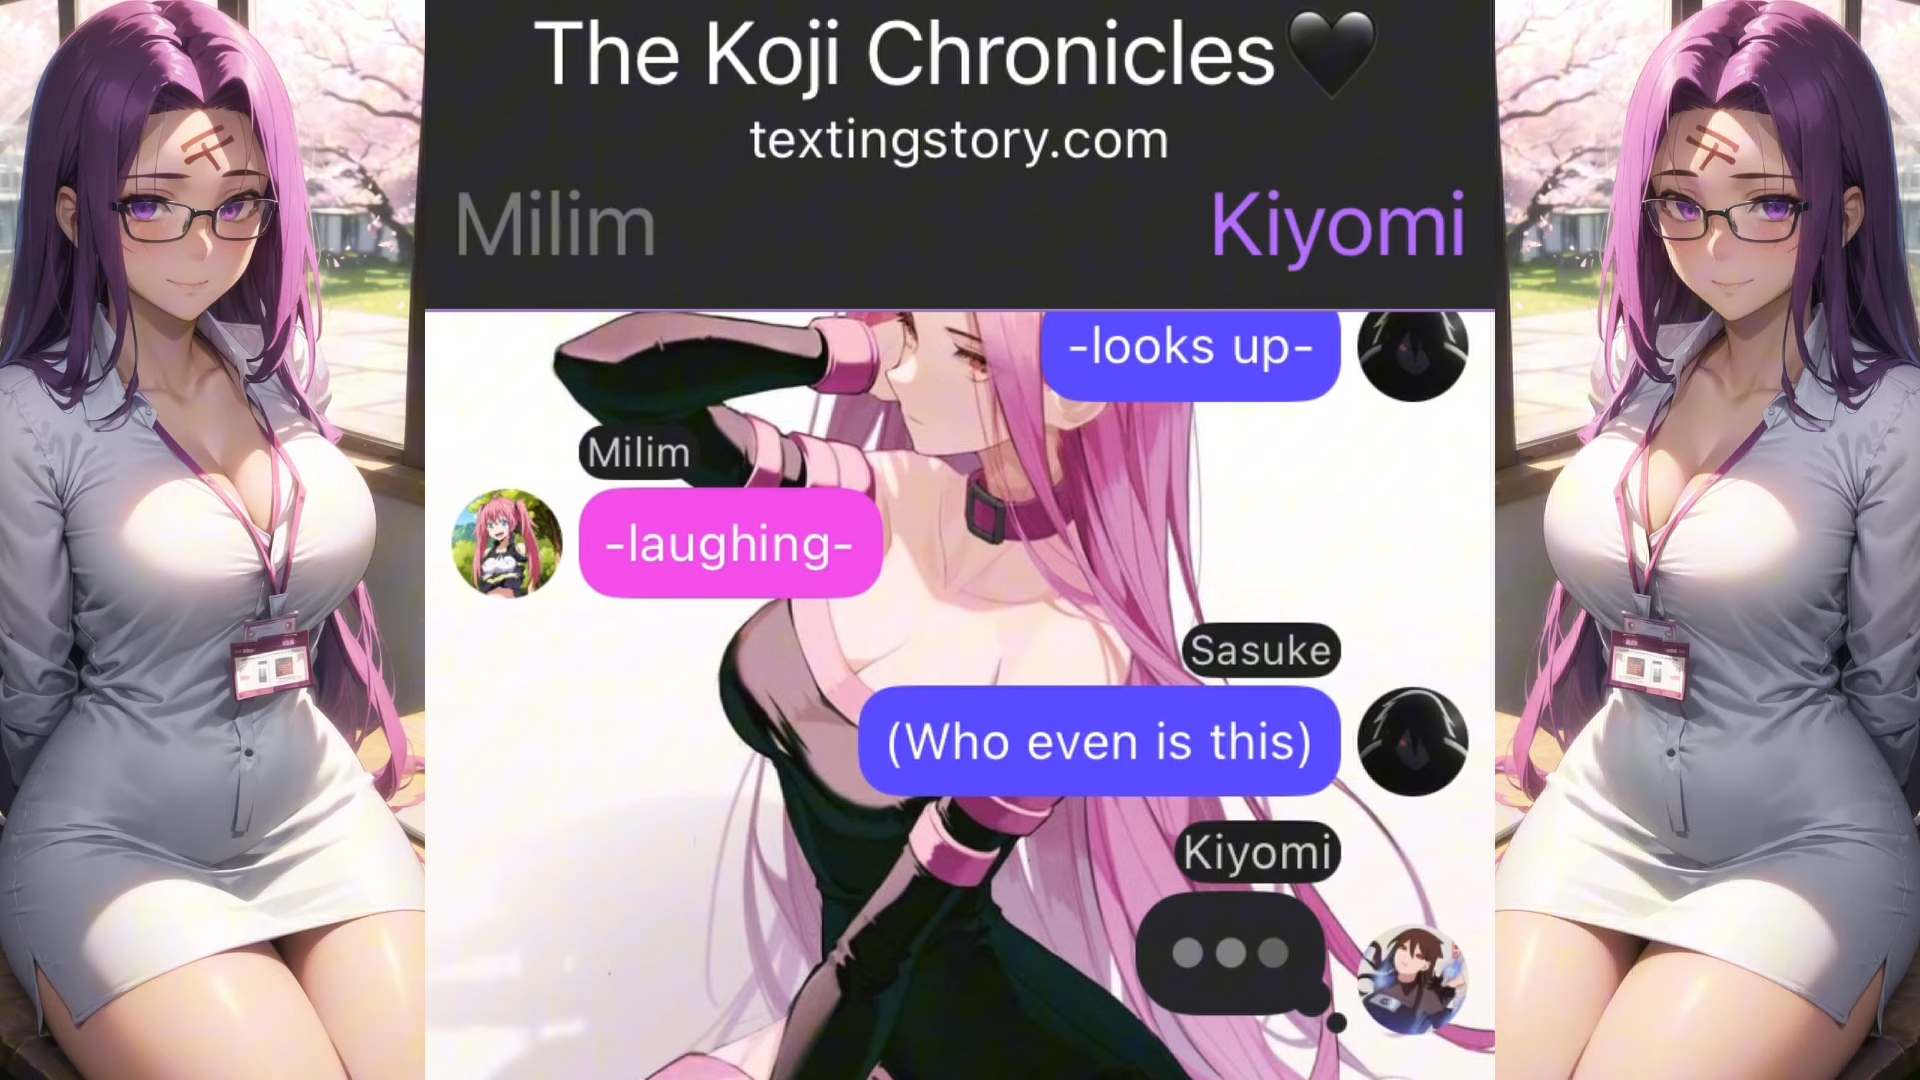 The Koji Chronicles🖤
textingstory.com
Milim
Kiyomi
-looks up-
Milim
-laughing-
Sasuke
(Who even is this)
Kiyomi